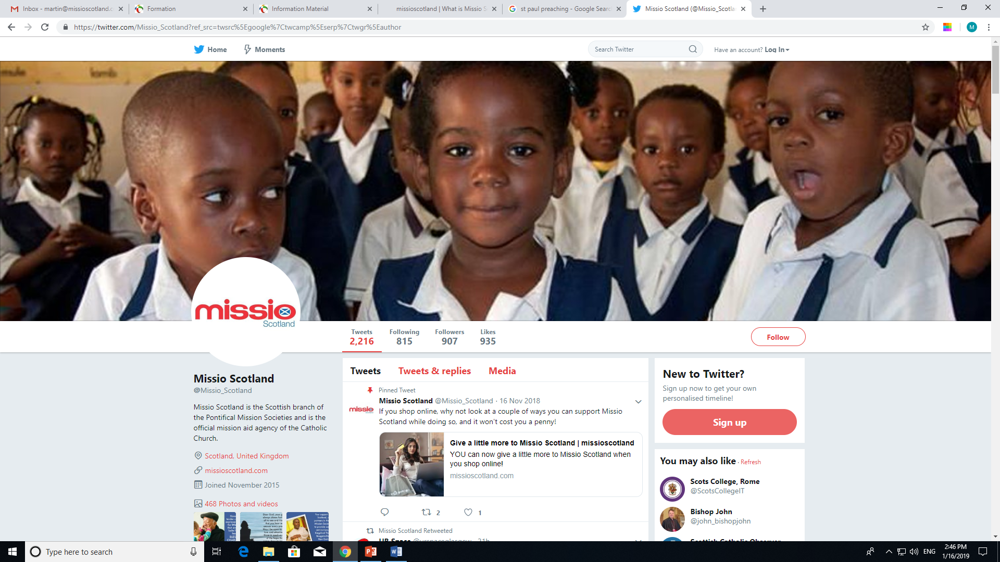 Inbox - martin@missioscotland.c
Formation
Information Material
missioscotland | What is Missio S
st paul preaching - Google Searc
Missio Scotland (@Missio_Scotla
https://twitter.com/Missio_Scotland?ref_src=twsrc%5Egoogle%7Ctwcamp%5Eserp%7Ctwgr%5Eauthor
M
Home
Moments
Search Twitter
Have an account? Log In
mule
lamb
missio
Scotland
Tweets
Following
Followers
Likes
2,216
815
907
935
Follow
Missio Scotland
@Missio_Scotland
Missio Scotland is the Scottish branch of
the Pontifical Mission Societies and is the
official mission aid agency of the Catholic
Church.
Scotland, United Kingdom
missioscotland.com
Joined November 2015
468 Photos and videos
Tweets
Tweets & replies
Media
Pinned Tweet
missio
Missio Scotland @Missio_Scotland · 16 Nov 2018
If you shop online, why not look at a couple of ways you can support Missio
Scotland while doing so, and it won't cost you a penny!
Give a little more to Missio Scotland | missioscotland
YOU can now give a little more to Missio Scotland when
you shop online!
missioscotland.com
2
1
Missio Scotland Retweeted
New to Twitter?
Sign up now to get your own
personalised timeline!
Sign up
You may also like · Refresh
Scots College, Rome
@ScotsCollegeIT
Bishop John
@john_bishopjohn
Scottish Catholic Observer
Type here to search
ENG
2:46 PM
1/16/2019